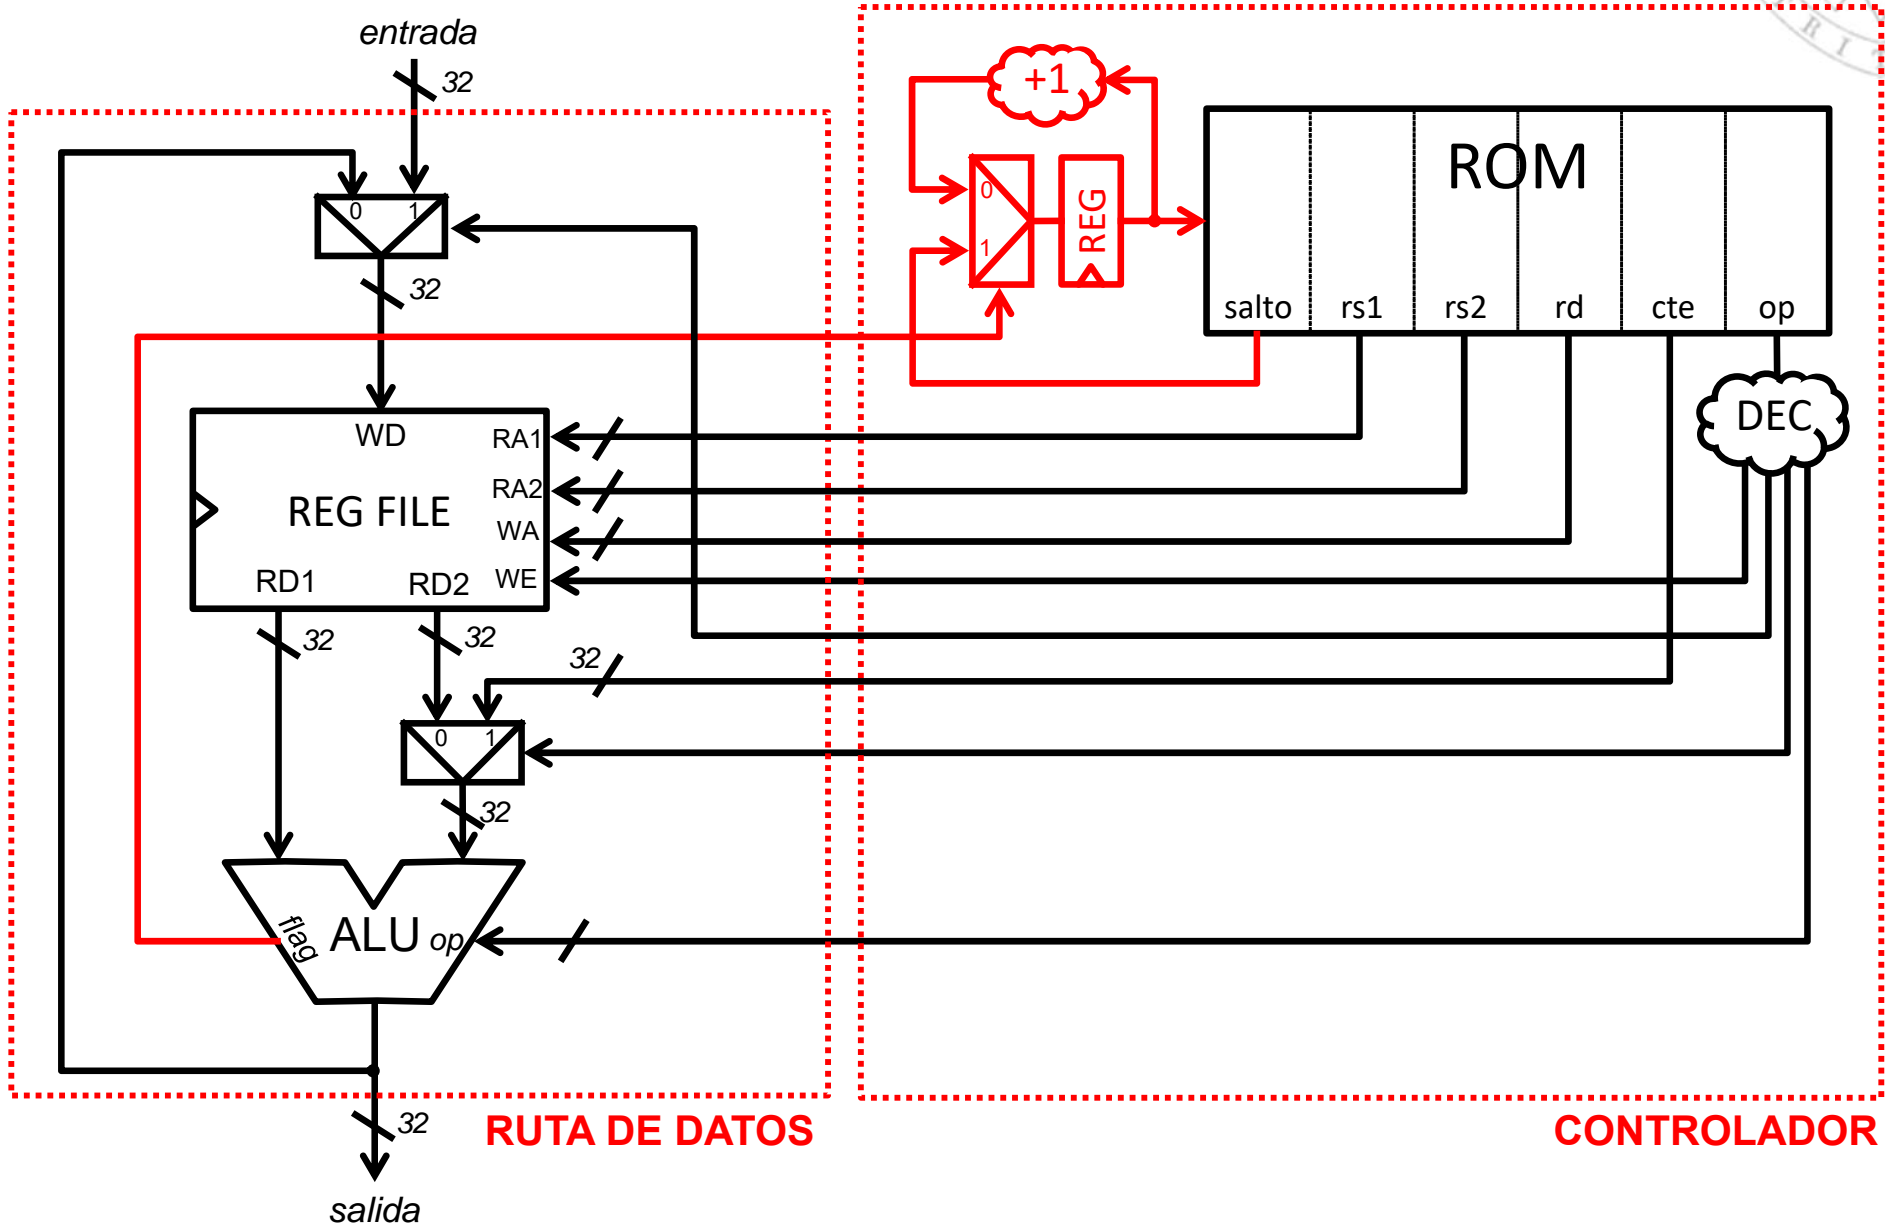 entrada
32
0 1
32
WD
RA1
RA2
WA
WE
REG FILE
RD1
RD2
32
32
32
0 1
32
flag
ALU
op
32
salida
RUTA DE DATOS
+1
0
1
REG
ROM
salto rs1 rs2 rd cte op
DEC
CONTROLADOR
R I